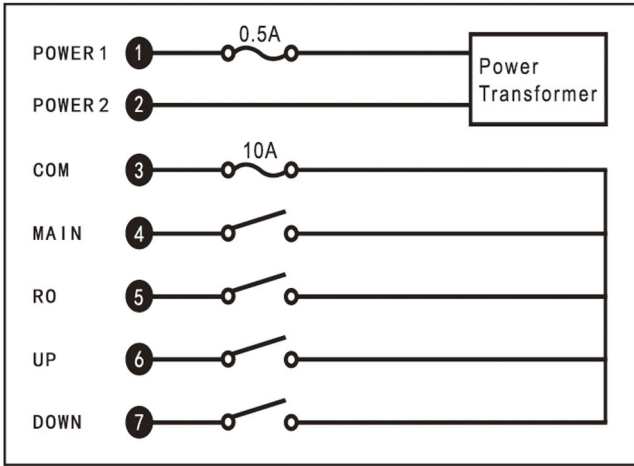 POWER 1 1 0.5A
Power
Transformer
POWER 2 2
COM 3 10A
MAIN 4
RO 5
UP 6
DOWN 7